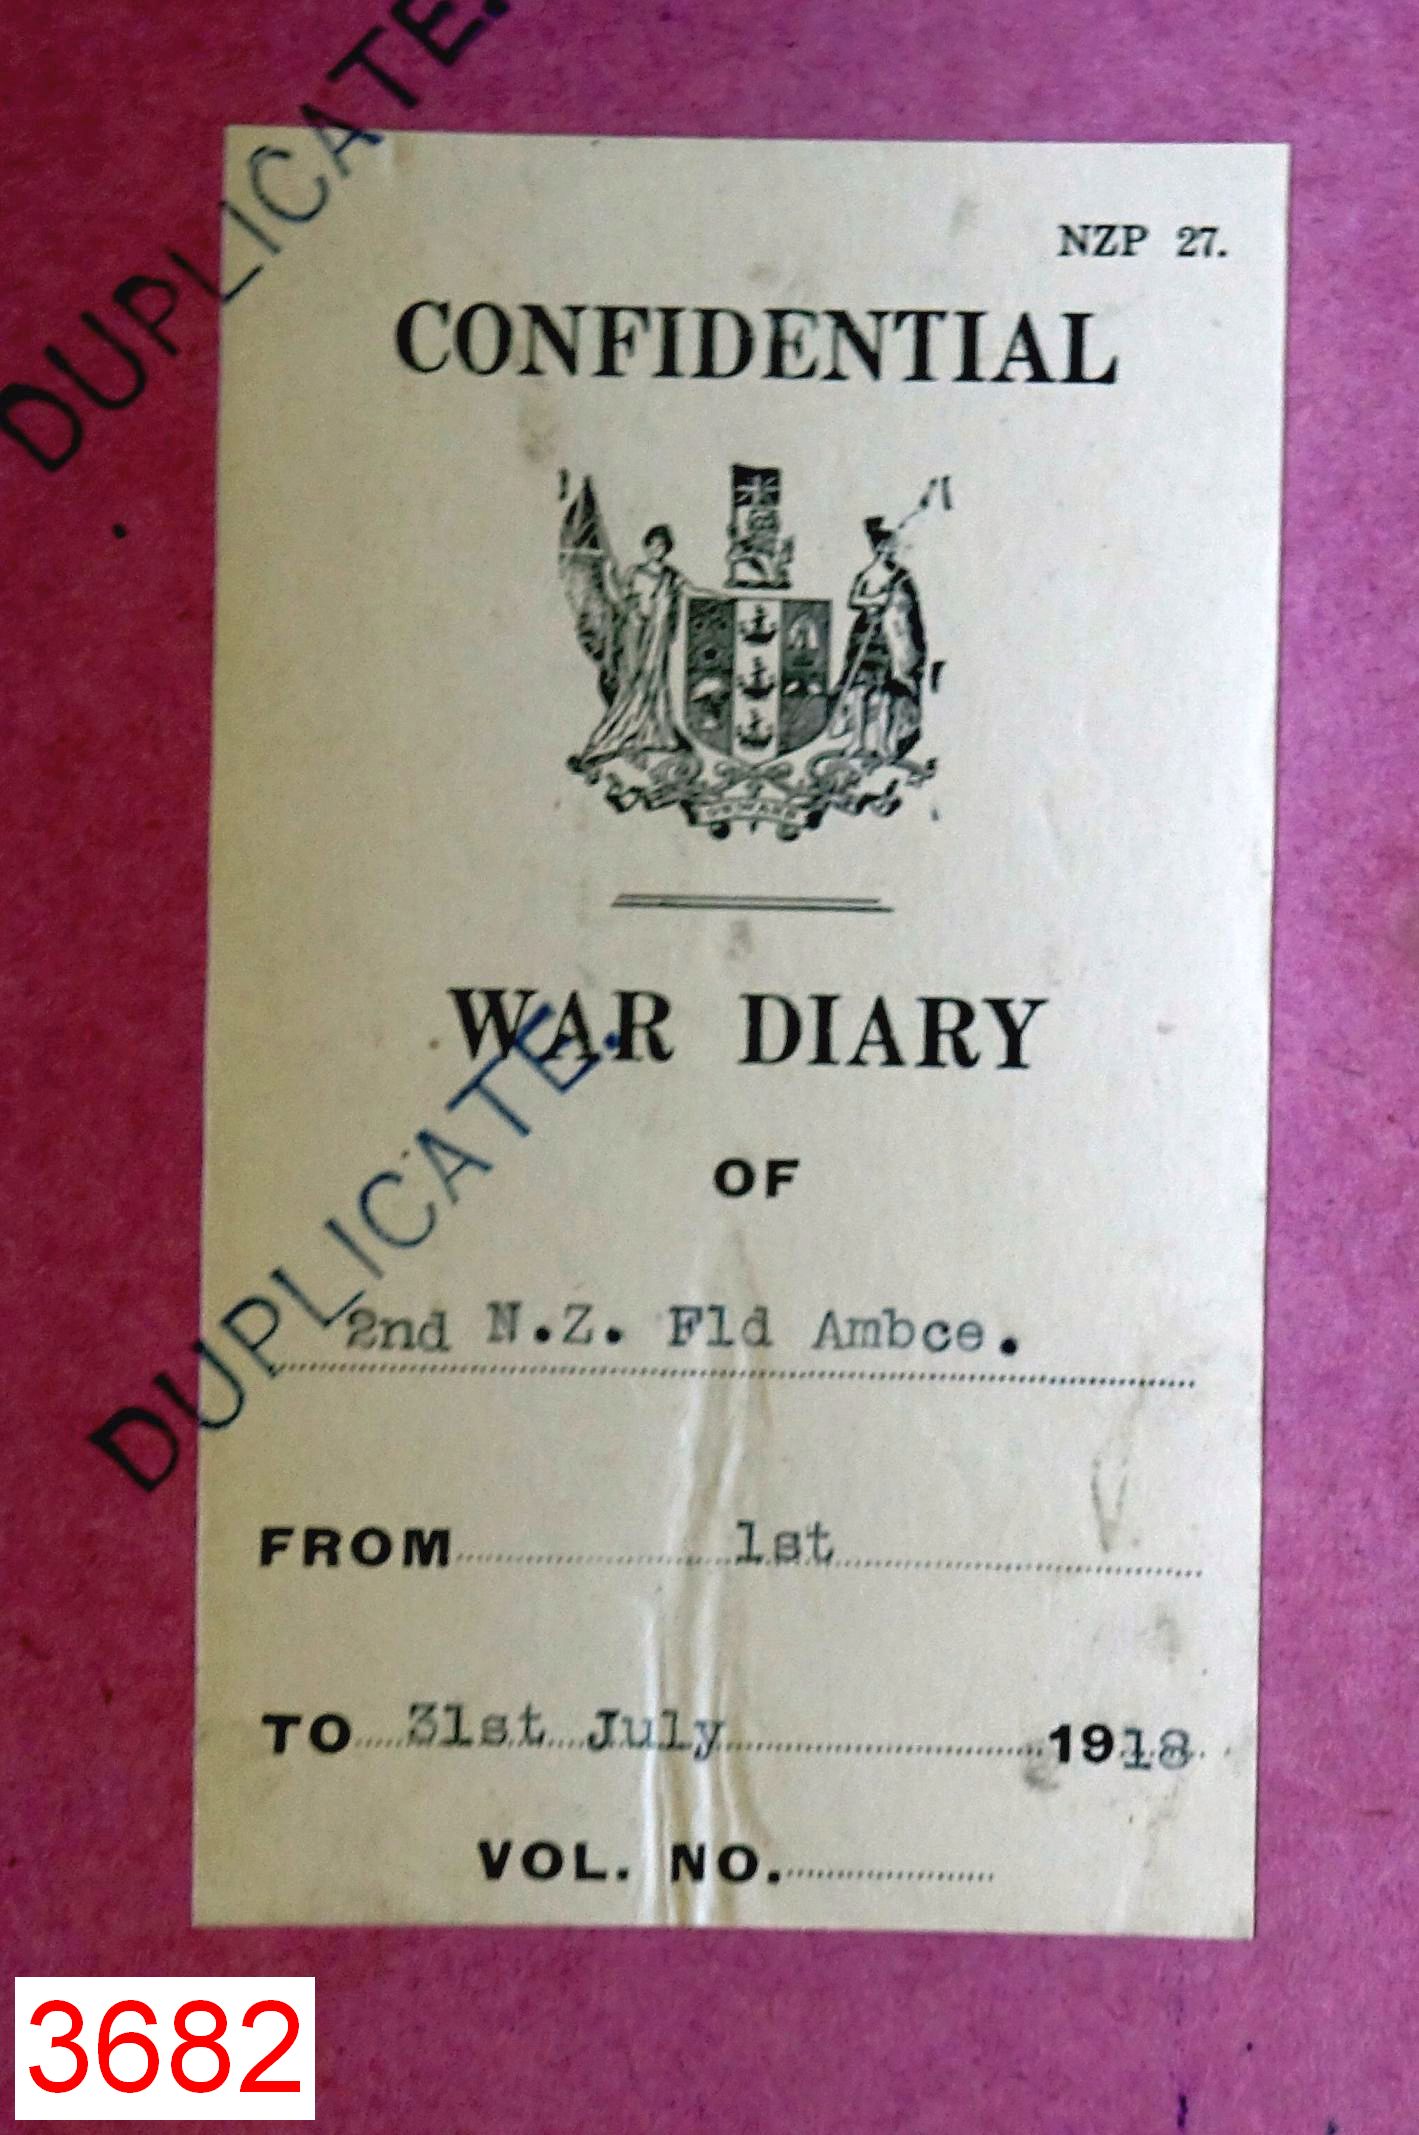 DUPLICATE.
NZP 27.
CONFIDENTIAL
WAR DIARY
DUPLICATE.
OF
2nd N.Z. Fld Ambce.
FROM 1st
TO 31st July 1918
VOL. NO.
3682